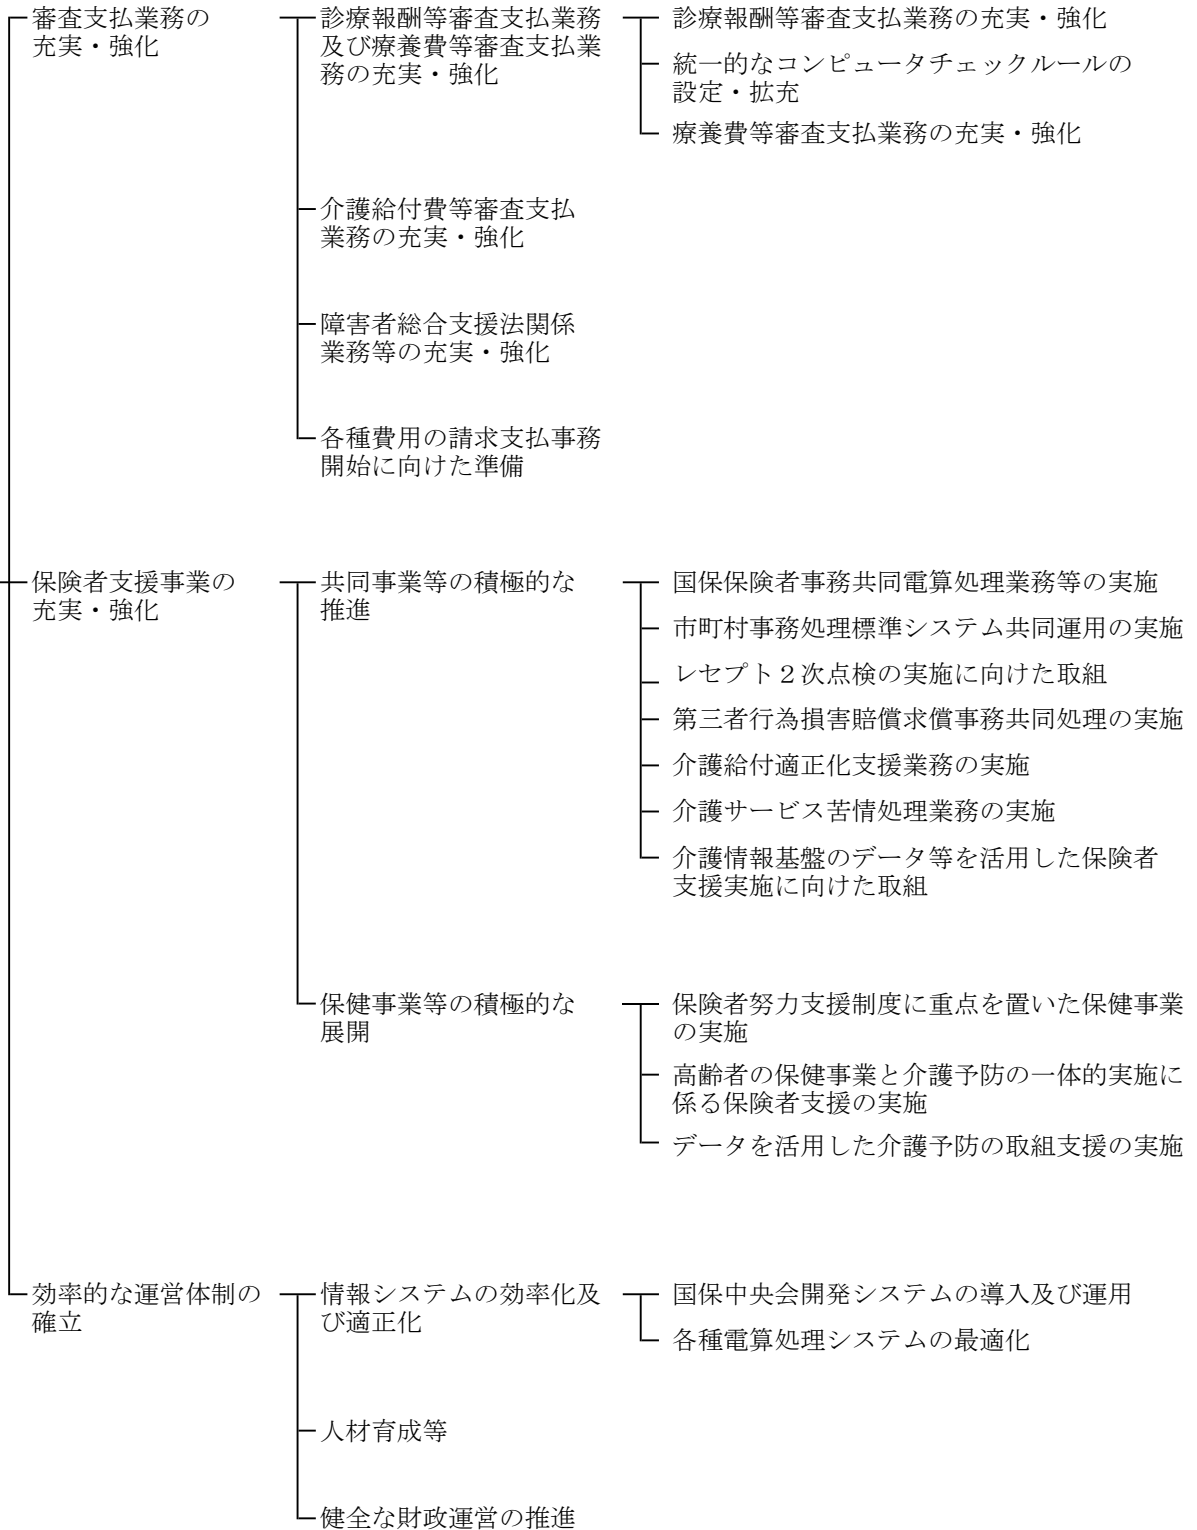 審査支払業務の
充実・強化
診療報酬等審査支払業務
及び療養費等審査支払業
務の充実・強化
診療報酬等審査支払業務の充実・強化
統一的なコンピュータチェックルールの
設定・拡充
療養費等審査支払業務の充実・強化
介護給付費等審査支払
業務の充実・強化
障害者総合支援法関係
業務等の充実・強化
各種費用の請求支払事務
開始に向けた準備
保険者支援事業の
充実・強化
共同事業等の積極的な
推進
国保保険者事務共同電算処理業務等の実施
市町村事務処理標準システム共同運用の実施
レセプト２次点検の実施に向けた取組
第三者行為損害賠償求償事務共同処理の実施
介護給付適正化支援業務の実施
介護サービス苦情処理業務の実施
介護情報基盤のデータ等を活用した保険者
支援実施に向けた取組
保健事業等の積極的な
展開
保険者努力支援制度に重点を置いた保健事業
の実施
高齢者の保健事業と介護予防の一体的実施に
係る保険者支援の実施
データを活用した介護予防の取組支援の実施
効率的な運営体制の
確立
情報システムの効率化及
び適正化
国保中央会開発システムの導入及び運用
各種電算処理システムの最適化
人材育成等
健全な財政運営の推進